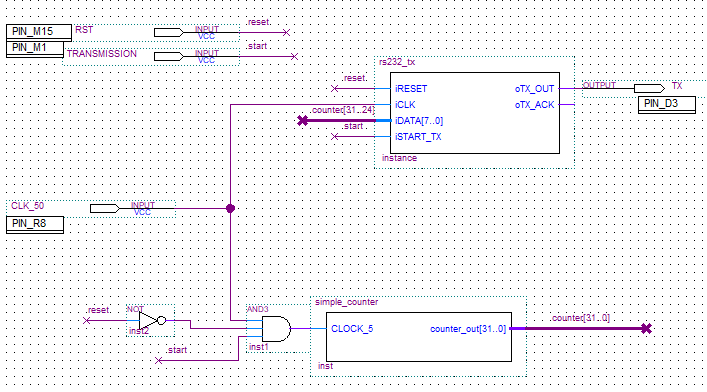 PIN_M15
RST
INPUT
VCC
reset
PIN_M1
TRANSMISSION
INPUT
VCC
start
rs232_tx
reset
iRESET
oTX_OUT
OUTPUT
TX
iCLK
oTX_ACK
PIN_D3
counter[31..24]
iDATA[7..0]
start
iSTART_TX
instance
CLK_50
INPUT
VCC
PIN_R8
simple_counter
reset
NOT
inst2
AND3
inst1
start
CLOCK_5
counter_out[31..0]
counter[31..0]
inst